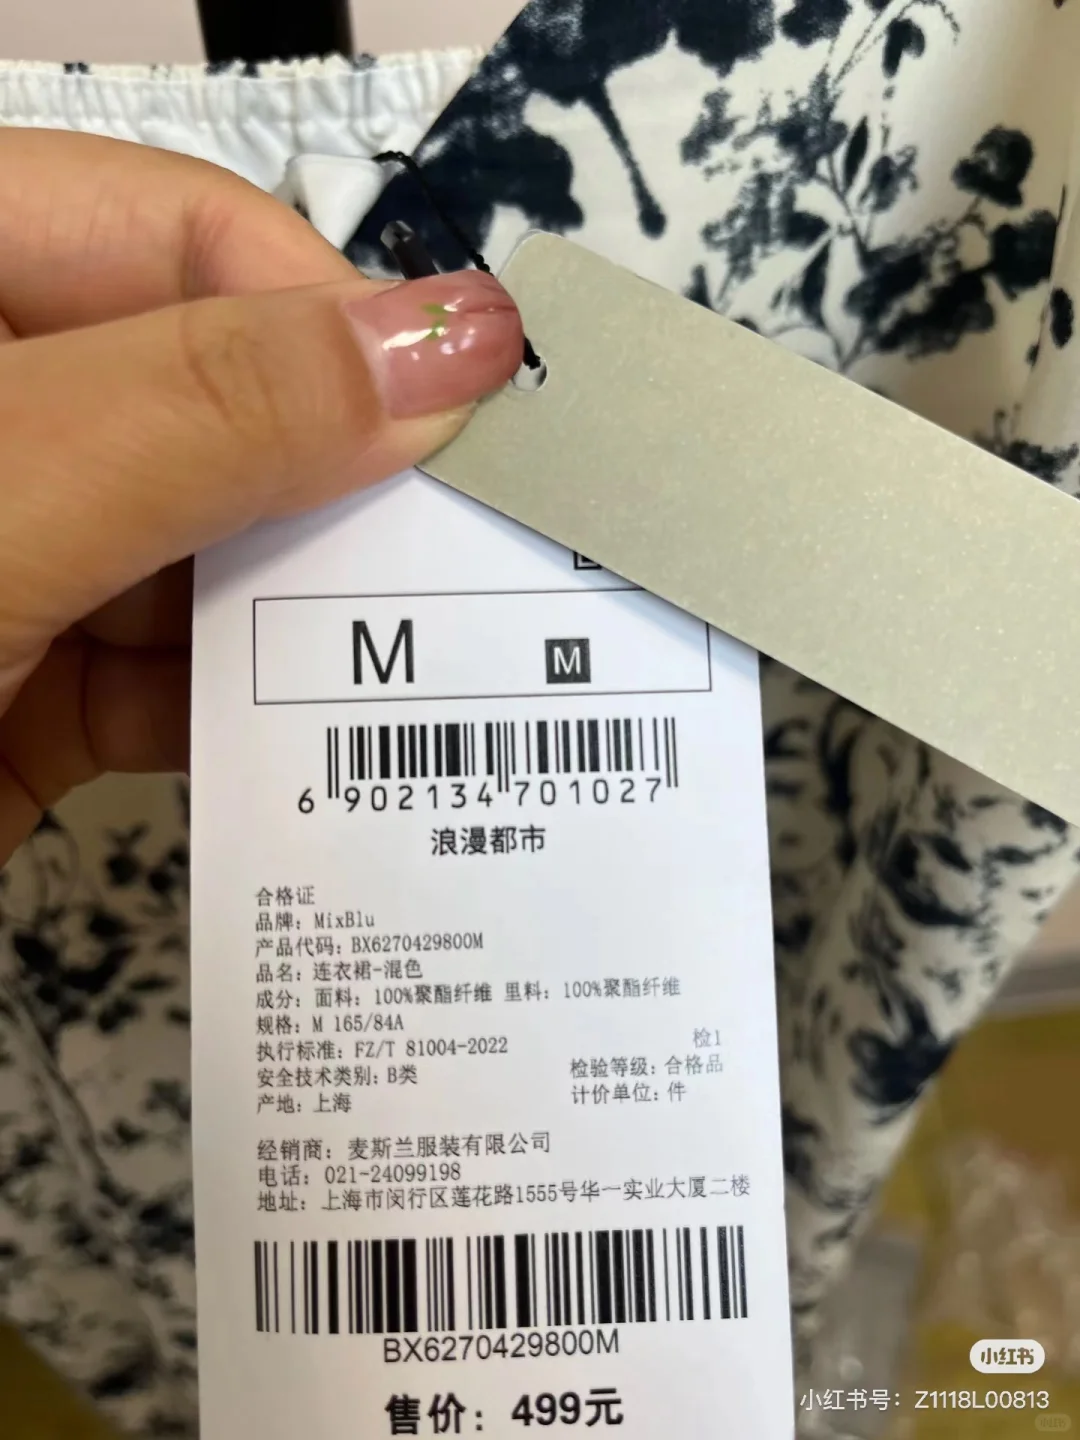 M M
6 902134 701027
浪漫都市
合格证
品牌：MixBlu
产品代码：BX6270429800M
品名：连衣裙-混色
成分：面料：100%聚酯纤维 里料：100%聚酯纤维
规格：M 165/84A
执行标准：FZ/T 81004-2022 检1
安全技术类别：B类 检验等级：合格品
产地：上海 计价单位：件
经销商：麦斯兰服装有限公司
电话：021-24099198
地址：上海市闵行区莲花路1555号华一实业大厦二楼
BX6270429800M
售价：499元
小红书
小红书号：Z1118L00813